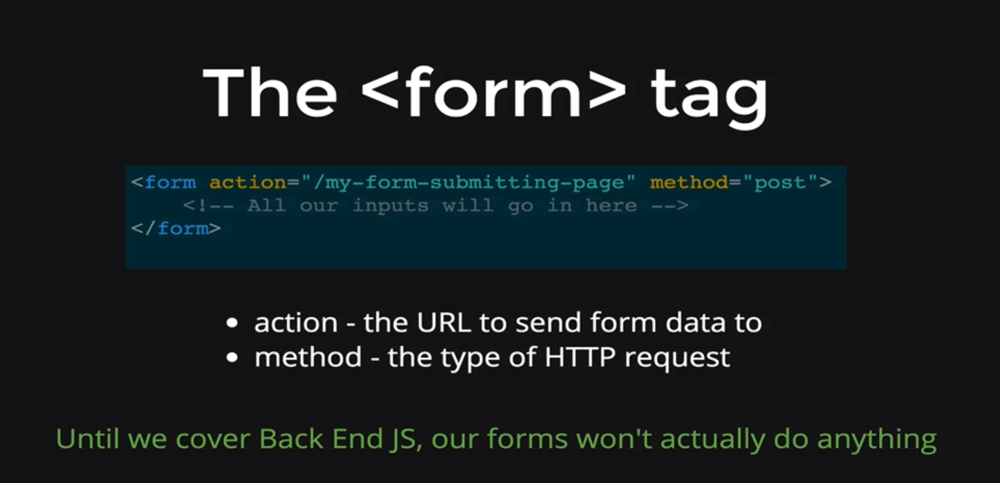 The <form> tag
<form action="/my-form-submitting-page" method="post">
<!-- All our inputs will go in here -->
</form>
• action - the URL to send form data to
• method - the type of HTTP request
Until we cover Back End JS, our forms won't actually do anything